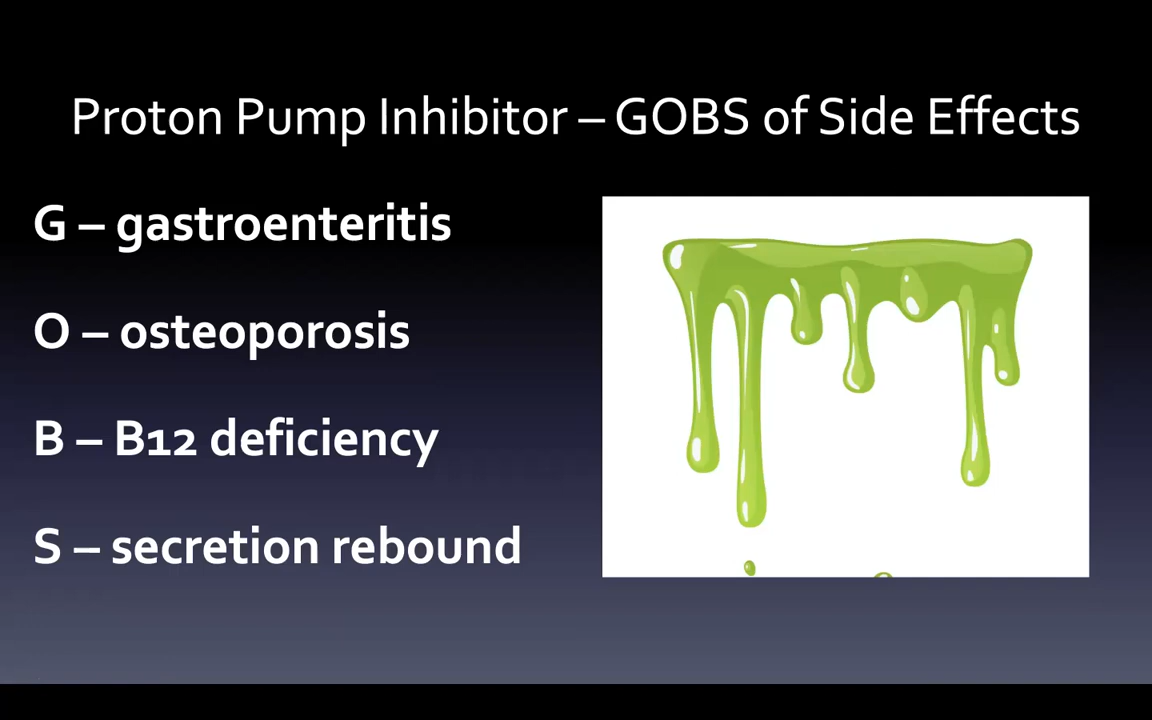 Proton Pump Inhibitor – GOBS of Side Effects
G – gastroenteritis
O – osteoporosis
B – B12 deficiency
S – secretion rebound